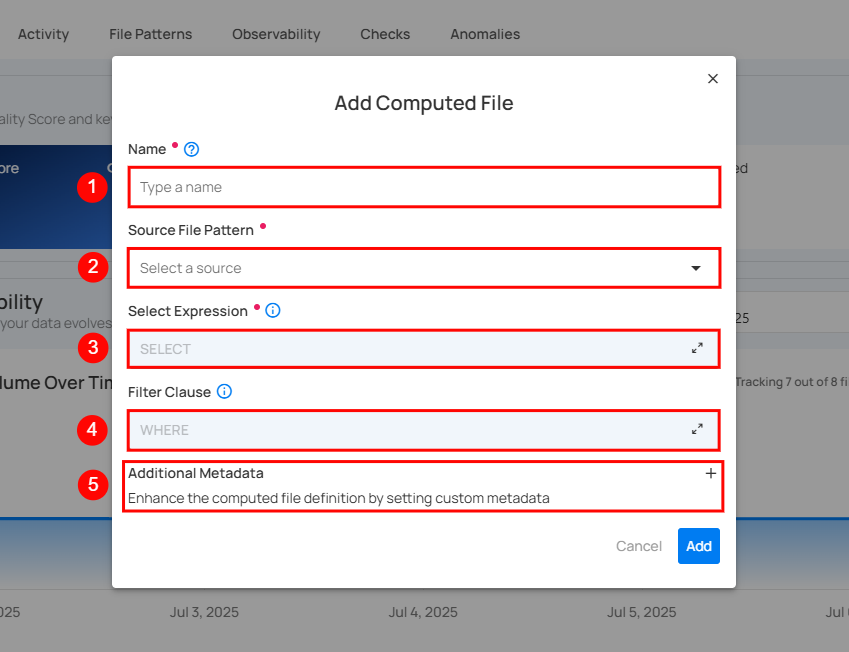 Activity File Patterns Observability Checks Anomalies
Add Computed File
ality Score and ke
Name
ore
ed
1
Type a name
Source File Pattern
2
Select a source
bility
Select Expression
your data evolves
25
3
SELECT
lume Over Tim
Filter Clause
Tracking 7 out of 8 fi
4
WHERE
5
Additional Metadata
Enhance the computed file definition by setting custom metadata
Cancel Add
025 Jul 3, 2025 Jul 4, 2025 Jul 5, 2025 Jul